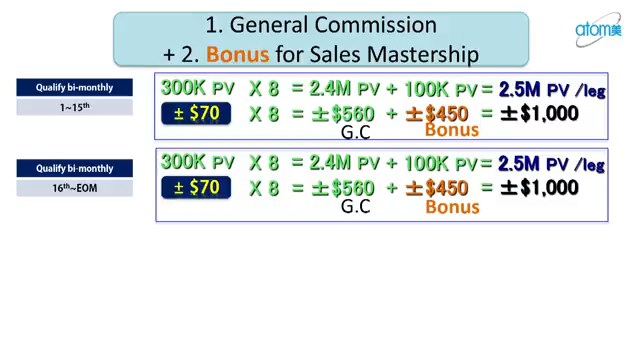 1. General Commission
+ 2. Bonus for Sales Mastership
atom美
Qualify bi-monthly
1~15th
300K PV X 8 = 2.4M PV + 100K PV = 2.5M PV /leg
± $70 X 8 = ±$560 + ±$450 = ±$1,000
G.C Bonus
Qualify bi-monthly
16th~EOM
300K PV X 8 = 2.4M PV + 100K PV = 2.5M PV /leg
± $70 X 8 = ±$560 + ±$450 = ±$1,000
G.C Bonus